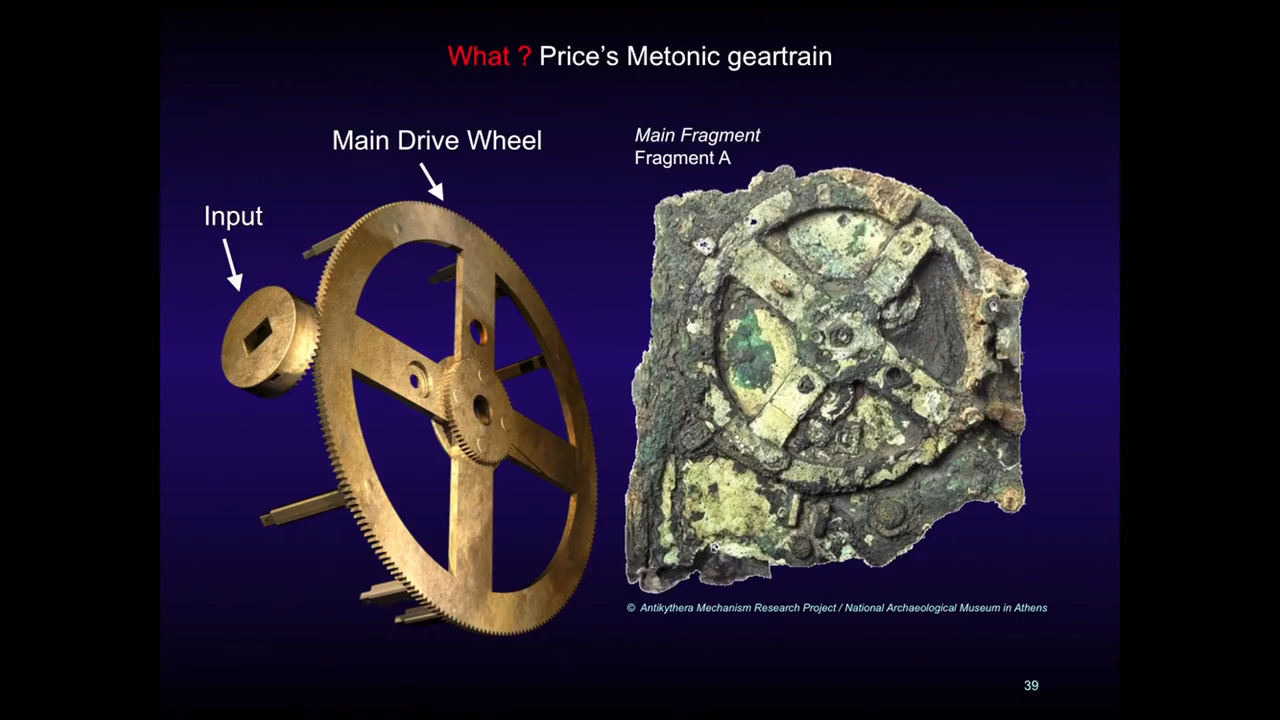 What ? Price's Metonic geartrain
Main Drive Wheel
Input
Main Fragment
Fragment A
© Antikythera Mechanism Research Project / National Archaeological Museum in Athens
39